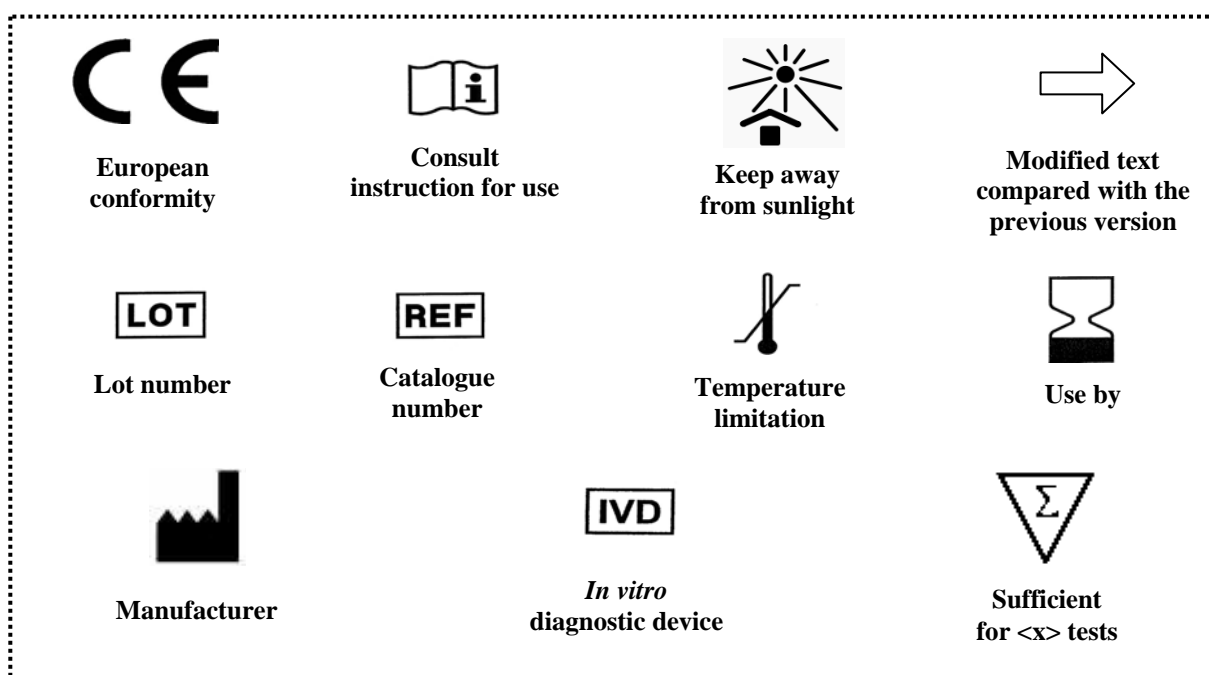 CE
i
European
conformity
Consult
instruction for use
Keep away
from sunlight
Modified text
compared with the
previous version
LOT
REF
Lot number
Catalogue
number
Temperature
limitation
Use by
IVD
Σ
Manufacturer
In vitro
diagnostic device
Sufficient
for <x> tests